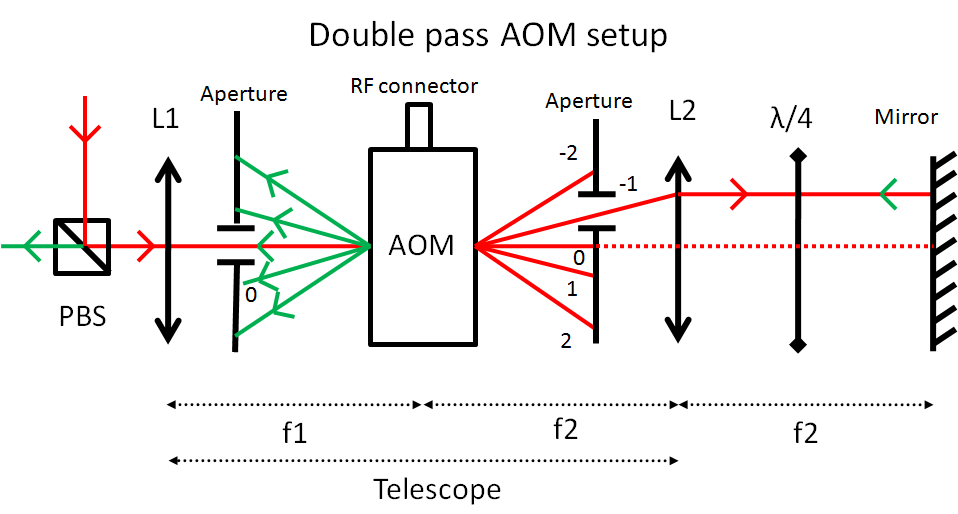 Double pass AOM setup
RF connector
Aperture
Aperture
L1
L2
λ/4
Mirror
-2
-1
AOM
0
0
1
2
PBS
f1
f2
f2
Telescope